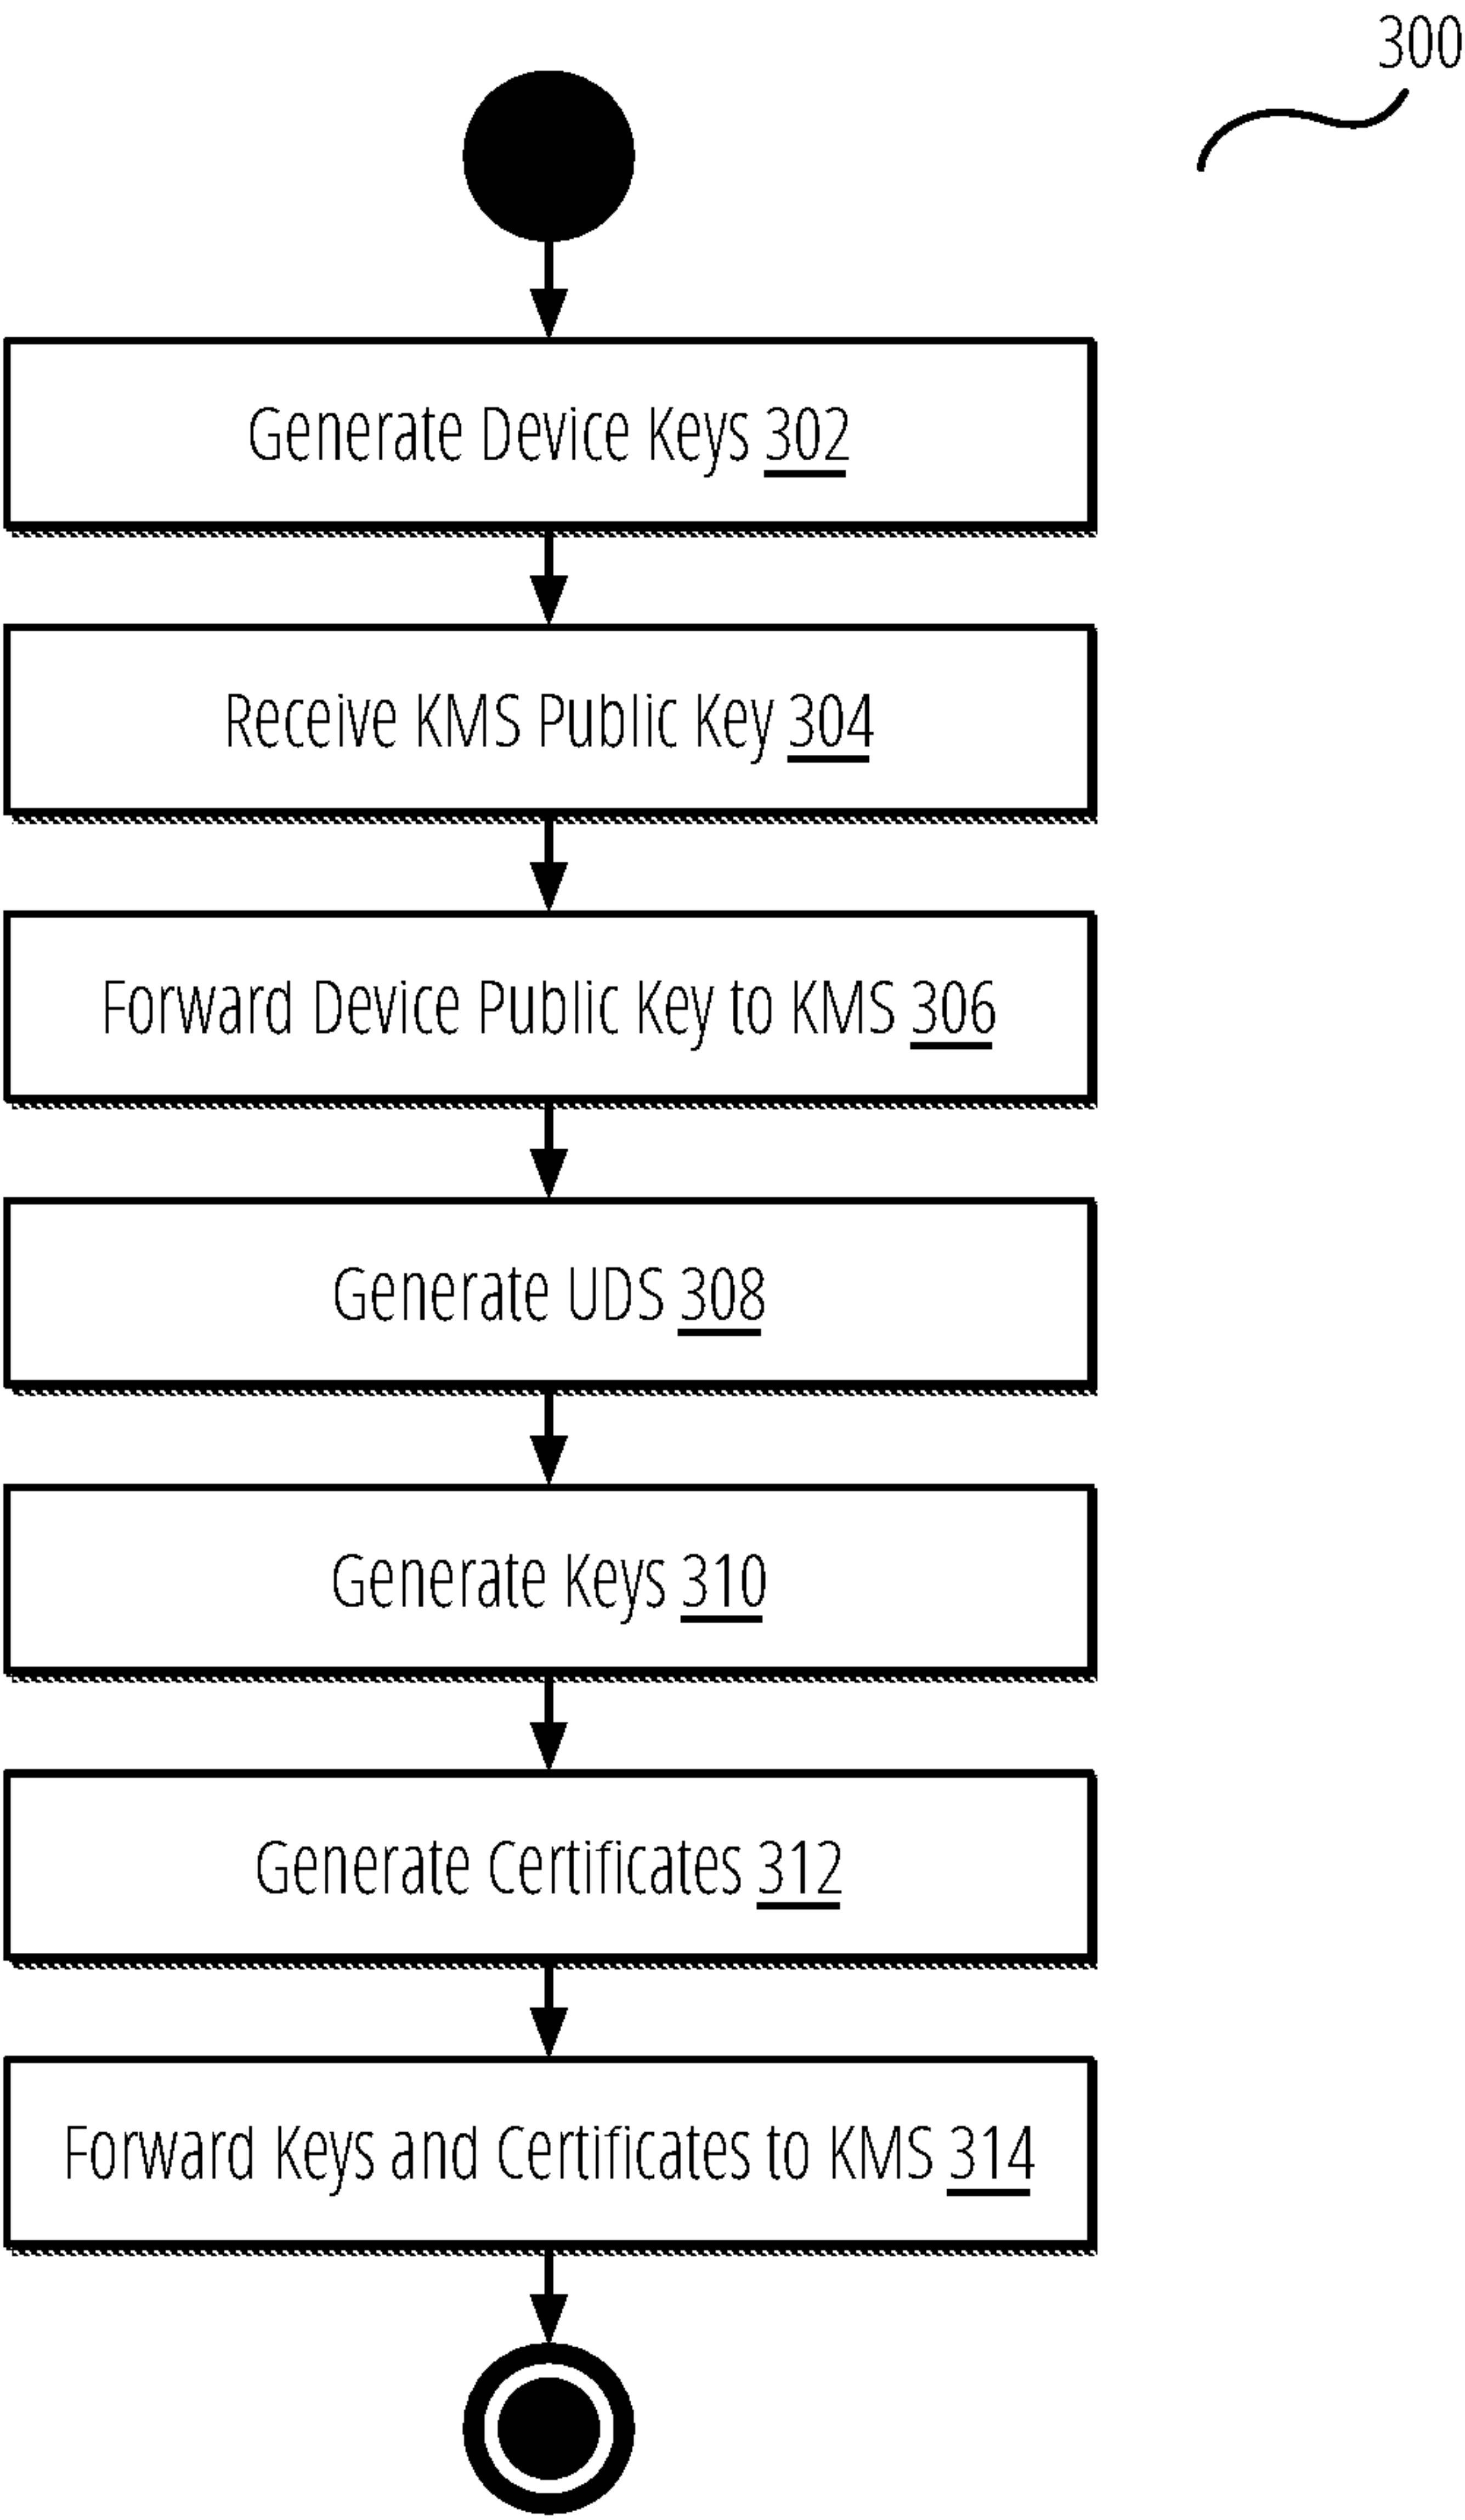 300
Generate Device Keys 302
Receive KMS Public Key 304
Forward Device Public Key to KMS 306
Generate UDS 308
Generate Keys 310
Generate Certificates 312
Forward Keys and Certificates to KMS 314